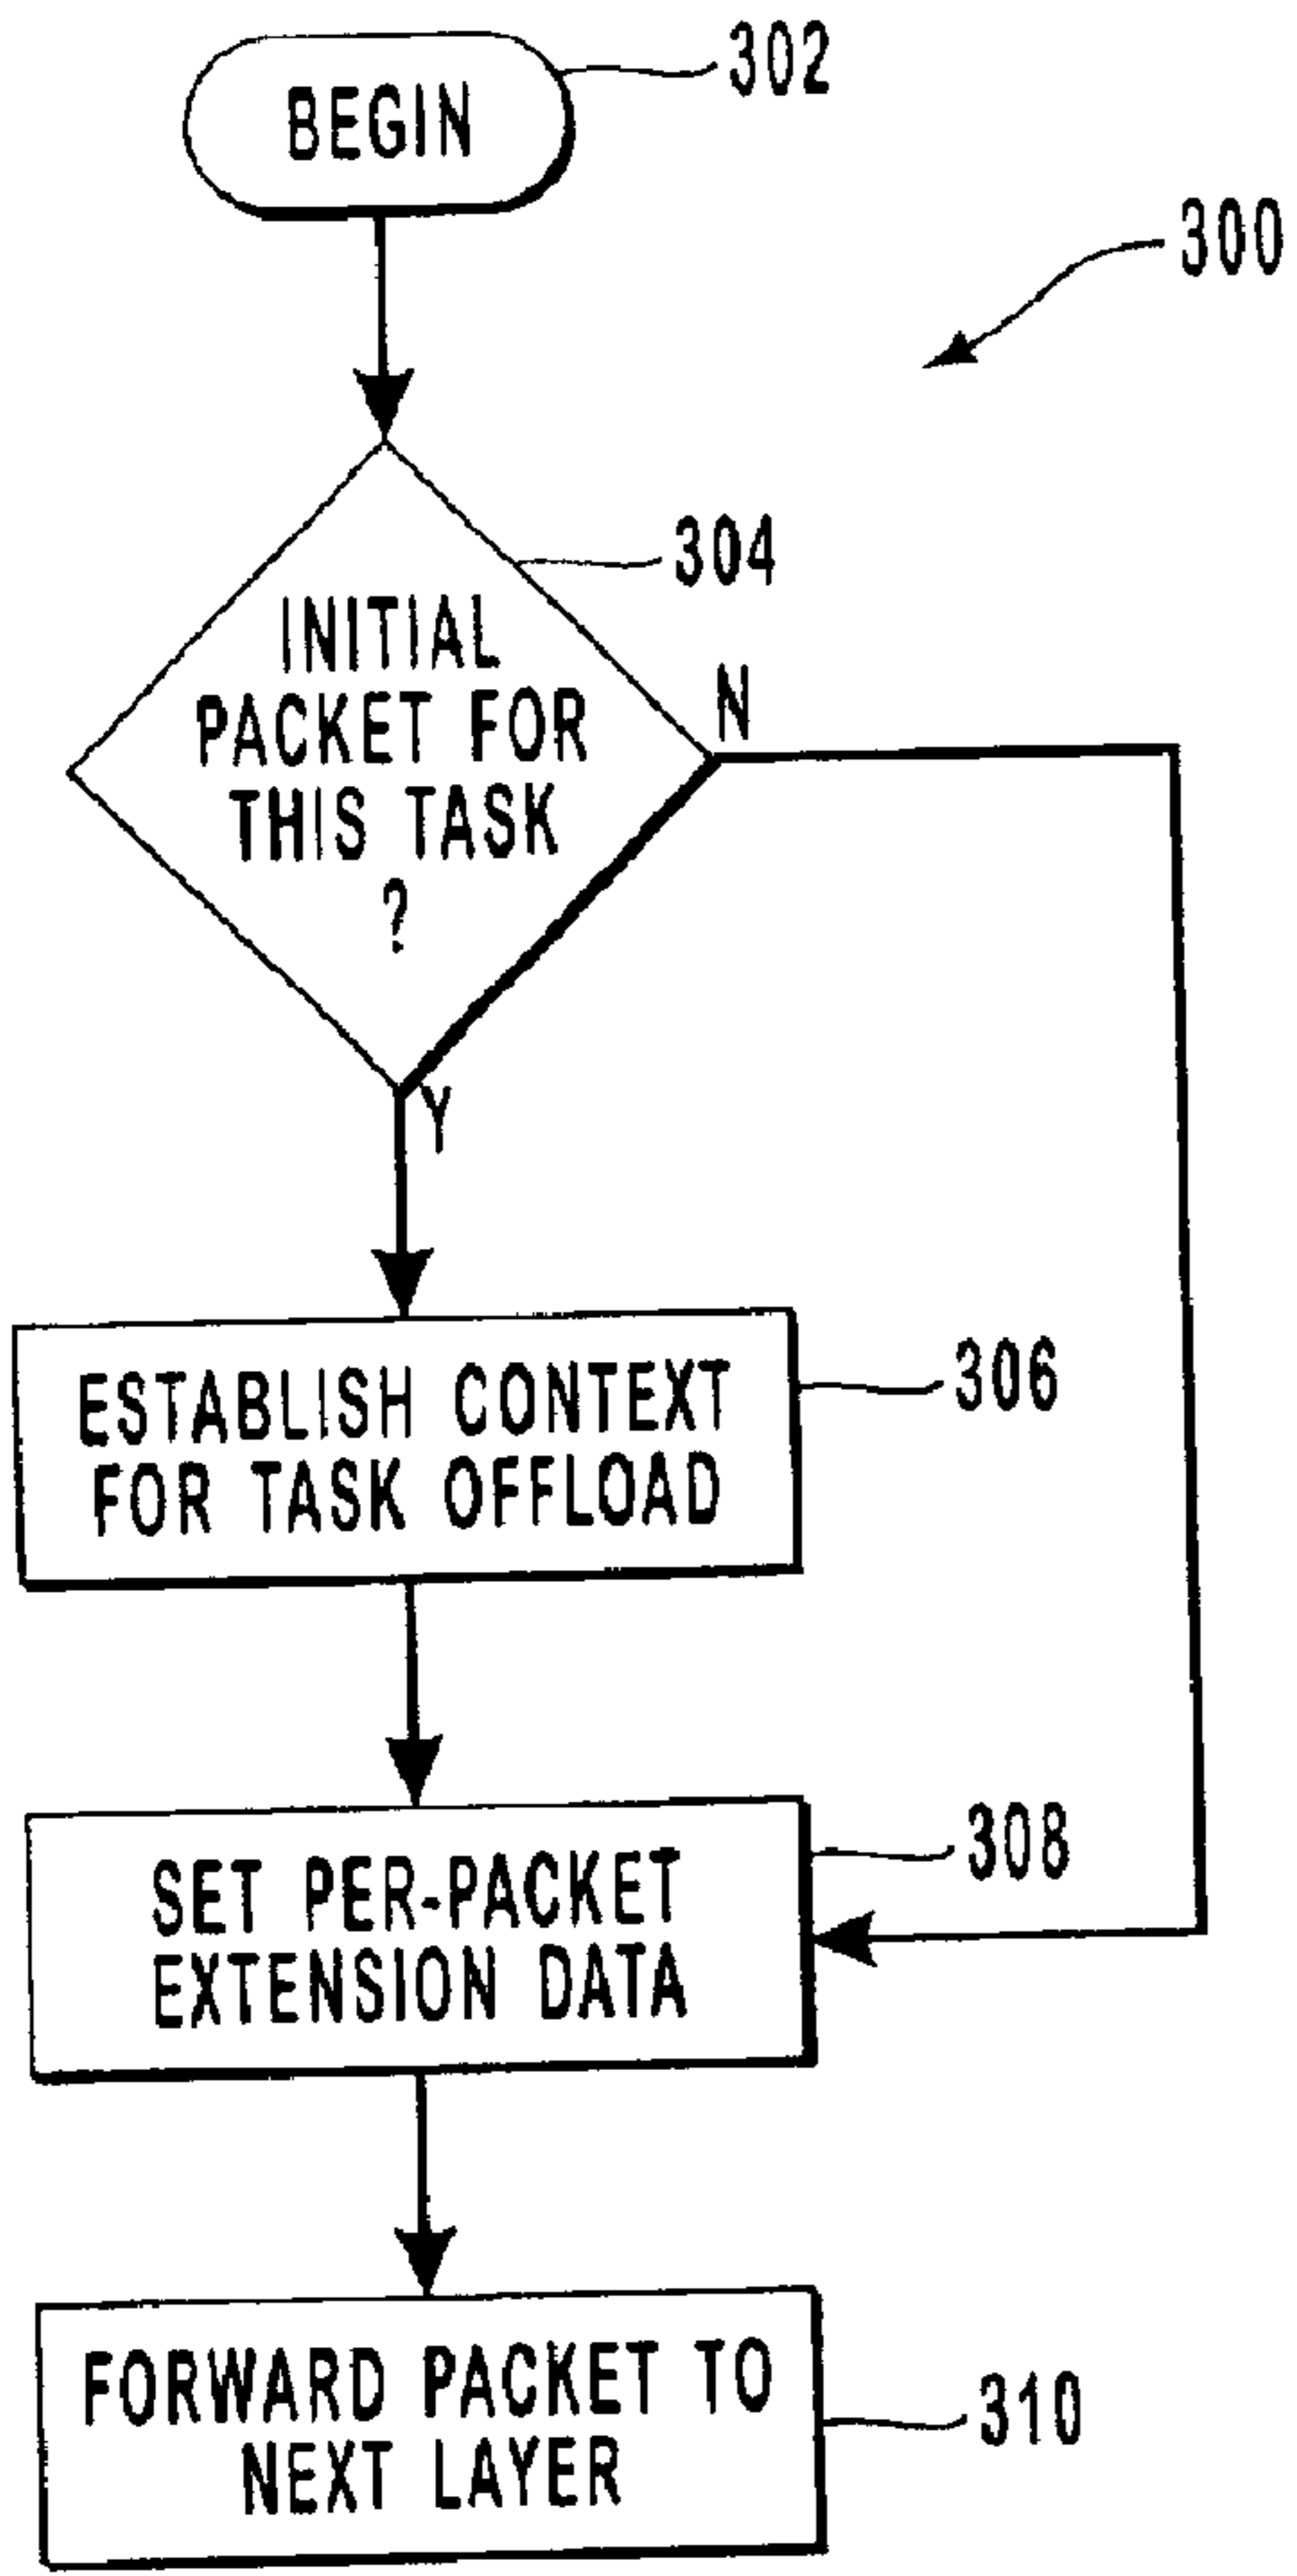 BEGIN
302
300
304
INITIAL
PACKET FOR
THIS TASK
?
N
Y
ESTABLISH CONTEXT
FOR TASK OFFLOAD
306
SET PER-PACKET
EXTENSION DATA
308
FORWARD PACKET TO
NEXT LAYER
310